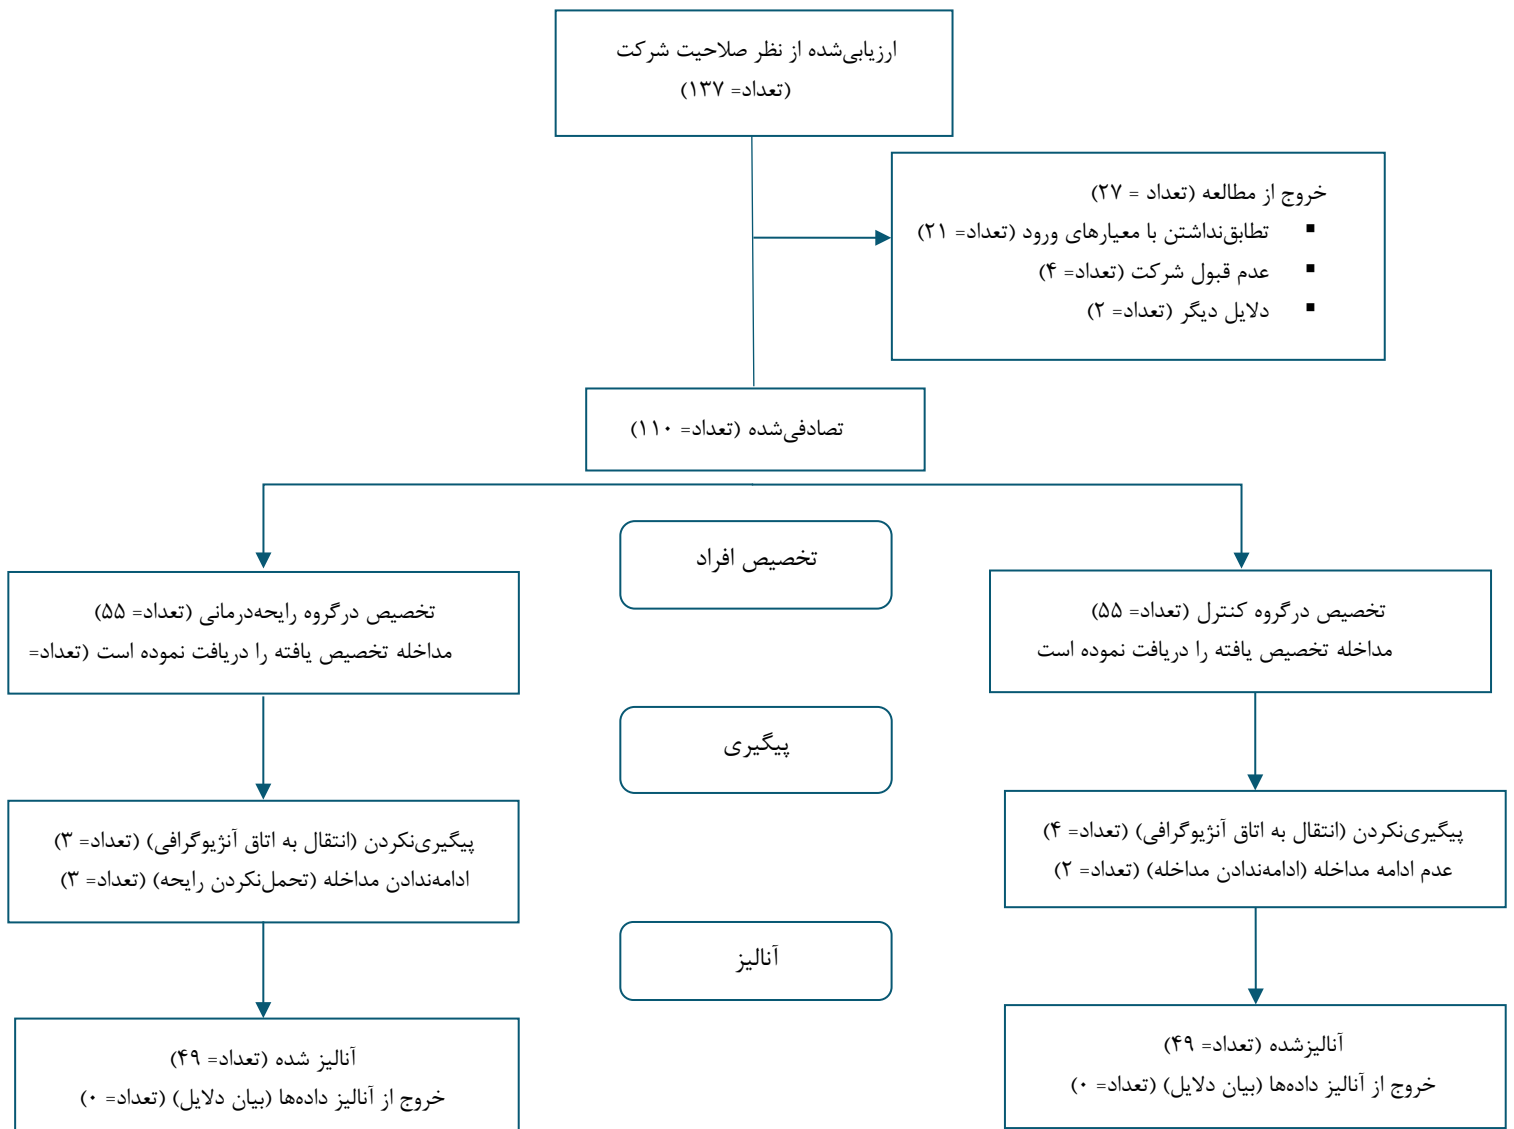 ارزیابی‌شده از نظر صلاحیت شرکت
(تعداد= ۱۳۷)
خروج از مطالعه (تعداد = ۲۷)
▪ تطابق‌نداشتن با معیارهای ورود (تعداد= ۲۱)
▪ عدم قبول شرکت (تعداد= ۴)
▪ دلایل دیگر (تعداد= ۲)
تصادفی‌شده (تعداد= ۱۱۰)
تخصیص افراد
تخصیص درگروه کنترل (تعداد= ۵۵)
مداخله تخصیص یافته را دریافت نموده است
تخصیص درگروه رایحه‌درمانی (تعداد= ۵۵)
مداخله تخصیص یافته را دریافت نموده است (تعداد=
پیگیری
پیگیری‌نکردن (انتقال به اتاق آنژیوگرافی) (تعداد= ۴)
عدم ادامه مداخله (ادامه‌ندادن مداخله) (تعداد= ۲)
پیگیری‌نکردن (انتقال به اتاق آنژیوگرافی) (تعداد= ۳)
ادامه‌ندادن مداخله (تحمل‌نکردن رایحه) (تعداد= ۳)
آنالیز
آنالیزشده (تعداد= ۴۹)
خروج از آنالیز داده‌ها (بیان دلایل) (تعداد= ۰)
آنالیز شده (تعداد= ۴۹)
خروج از آنالیز داده‌ها (بیان دلایل) (تعداد= ۰)